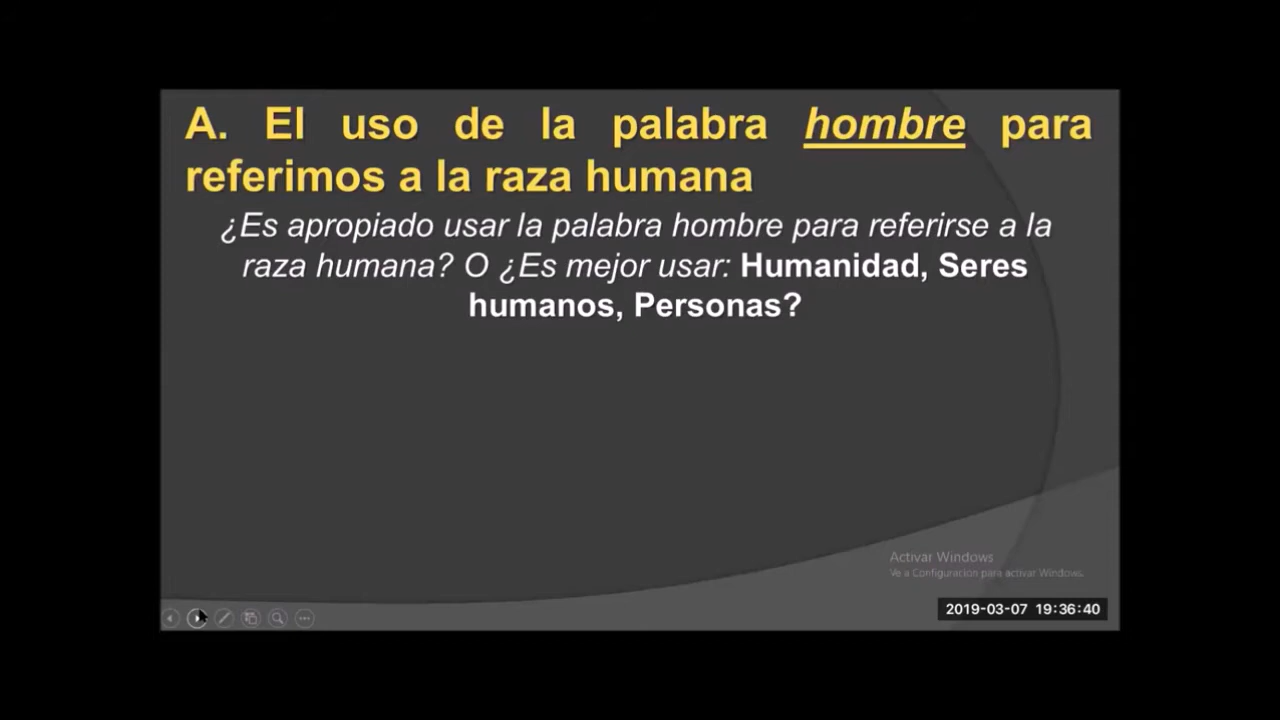 A. El uso de la palabra hombre para
referimos a la raza humana
¿Es apropiado usar la palabra hombre para referirse a la
raza humana? O ¿Es mejor usar: Humanidad, Seres
humanos, Personas?
Activar Windows
Ve a Configuración para activar Windows.
2019-03-07 19:36:40